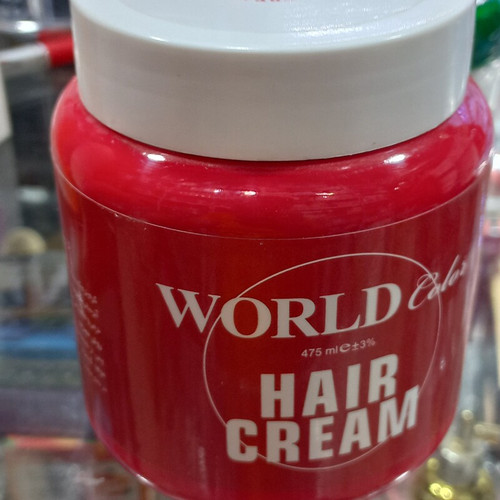 WORLD Color
475 ml ℮ ±3%
HAIR
CREAM